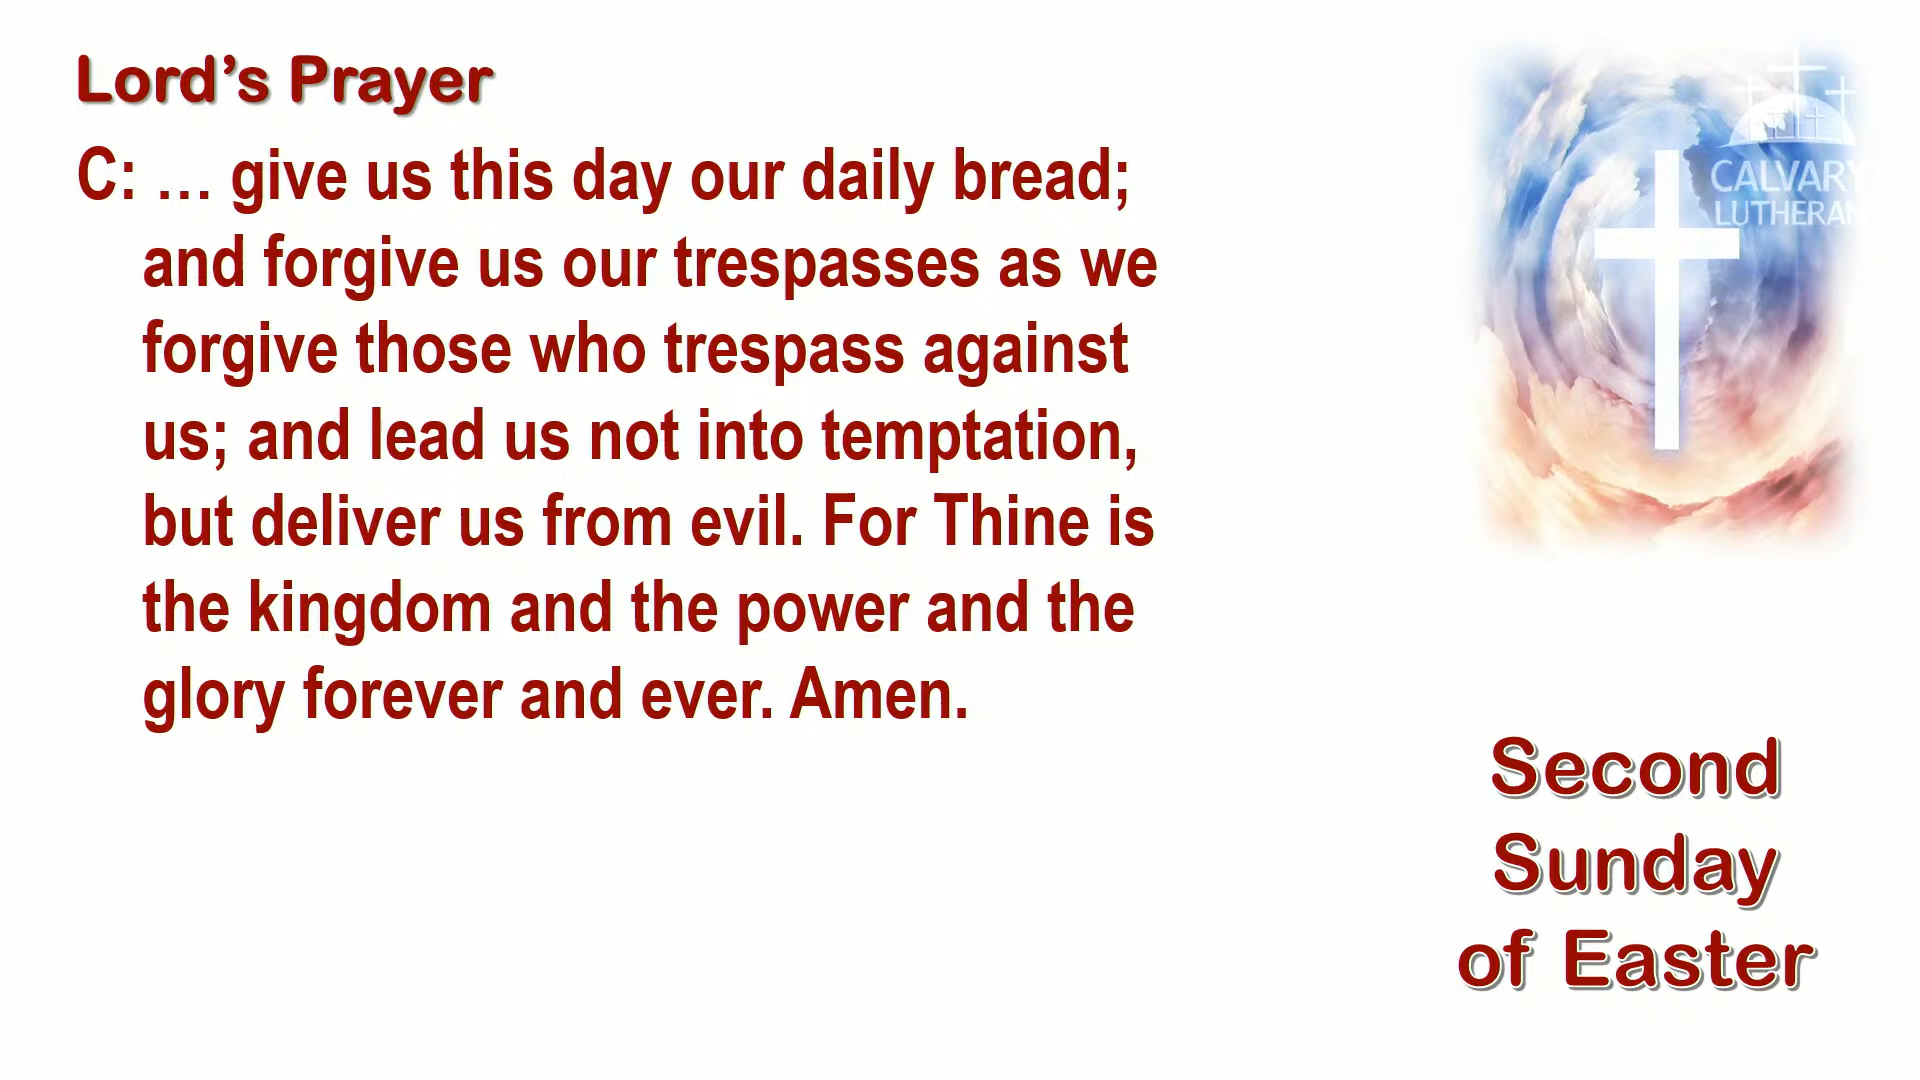 Lord’s Prayer
C: … give us this day our daily bread;
and forgive us our trespasses as we
forgive those who trespass against
us; and lead us not into temptation,
but deliver us from evil. For Thine is
the kingdom and the power and the
glory forever and ever. Amen.
CALVARY
LUTHERAN
Second
Sunday
of Easter